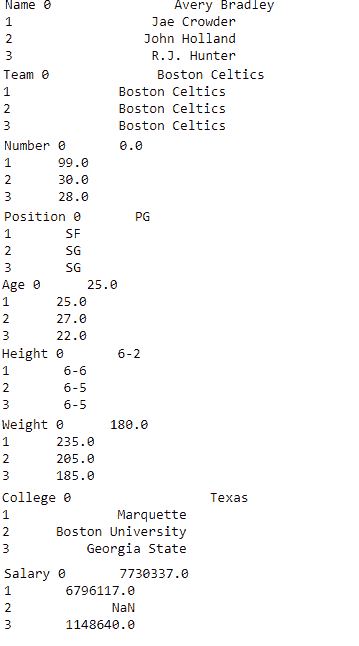 Name 0 Avery Bradley
1 Jae Crowder
2 John Holland
3 R.J. Hunter
Team 0 Boston Celtics
1 Boston Celtics
2 Boston Celtics
3 Boston Celtics
Number 0 0.0
1 99.0
2 30.0
3 28.0
Position 0 PG
1 SF
2 SG
3 SG
Age 0 25.0
1 25.0
2 27.0
3 22.0
Height 0 6-2
1 6-6
2 6-5
3 6-5
Weight 0 180.0
1 235.0
2 205.0
3 185.0
College 0 Texas
1 Marquette
2 Boston University
3 Georgia State
Salary 0 7730337.0
1 6796117.0
2 NaN
3 1148640.0